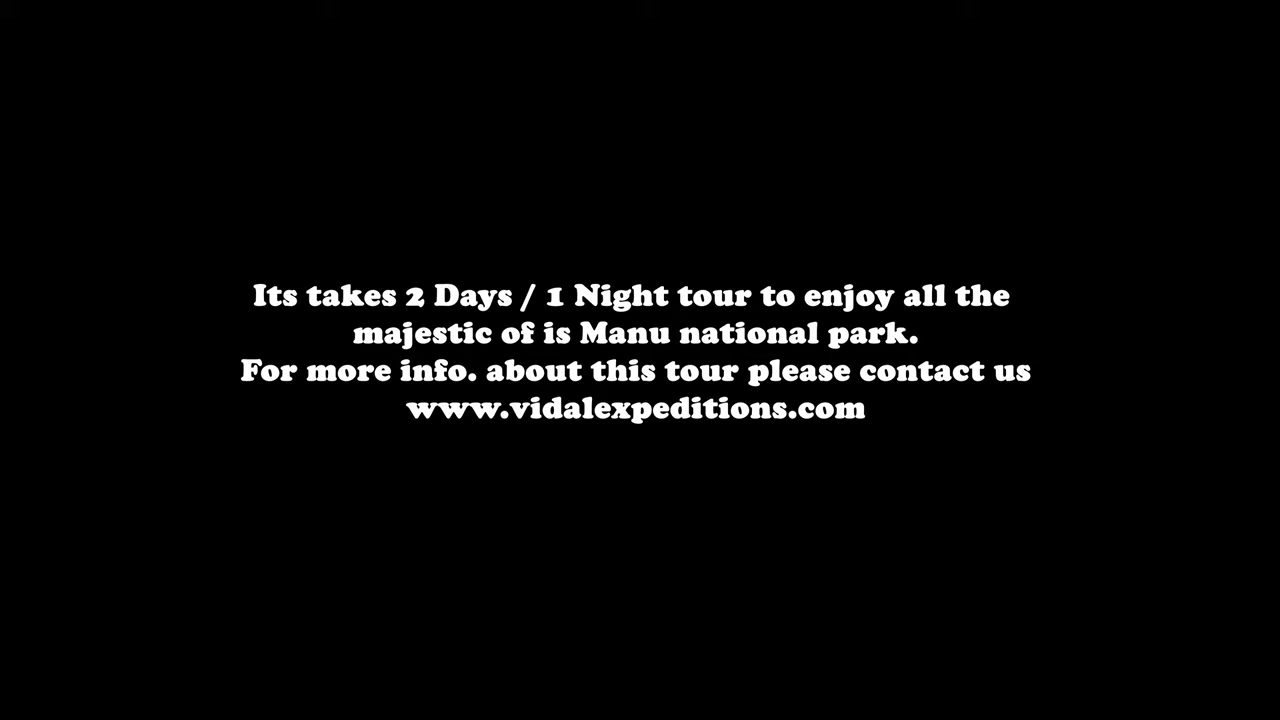 Its takes 2 Days / 1 Night tour to enjoy all the
majestic of is Manu national park.
For more info. about this tour please contact us
www.vidalexpeditions.com